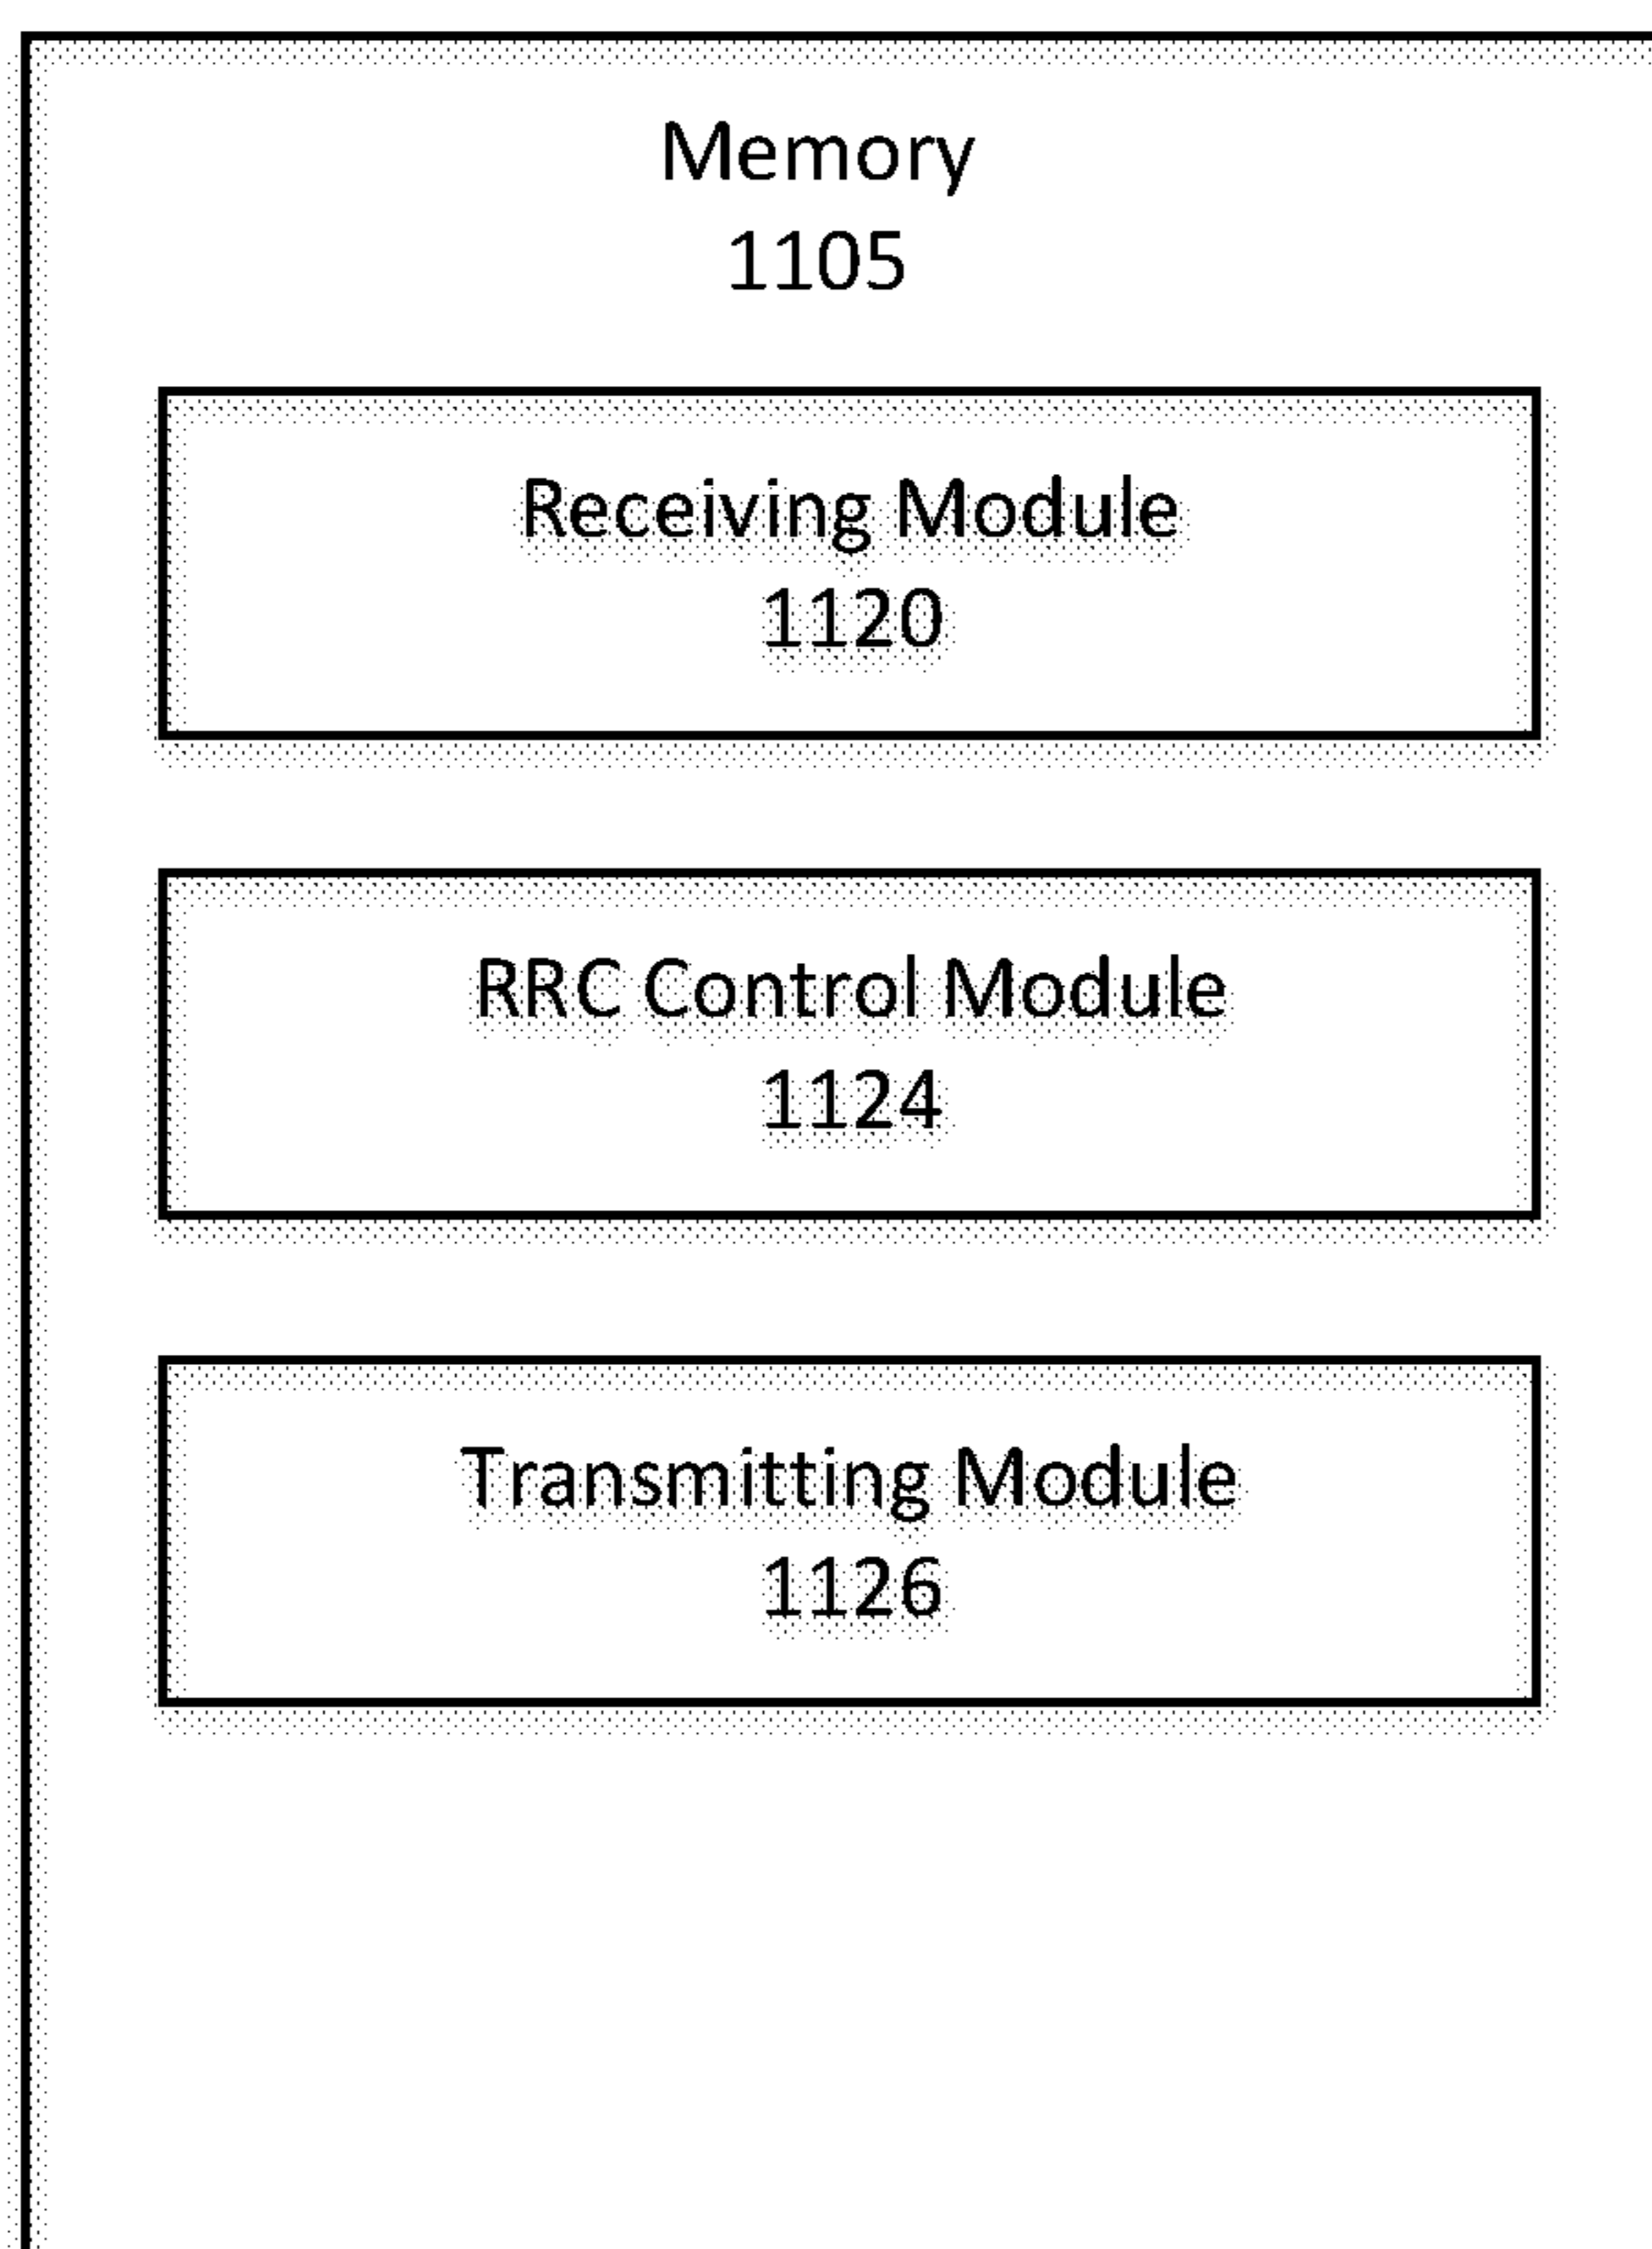 Memory
1105
Receiving Module
1120
RRC Control Module
1124
Transmitting Module
1126